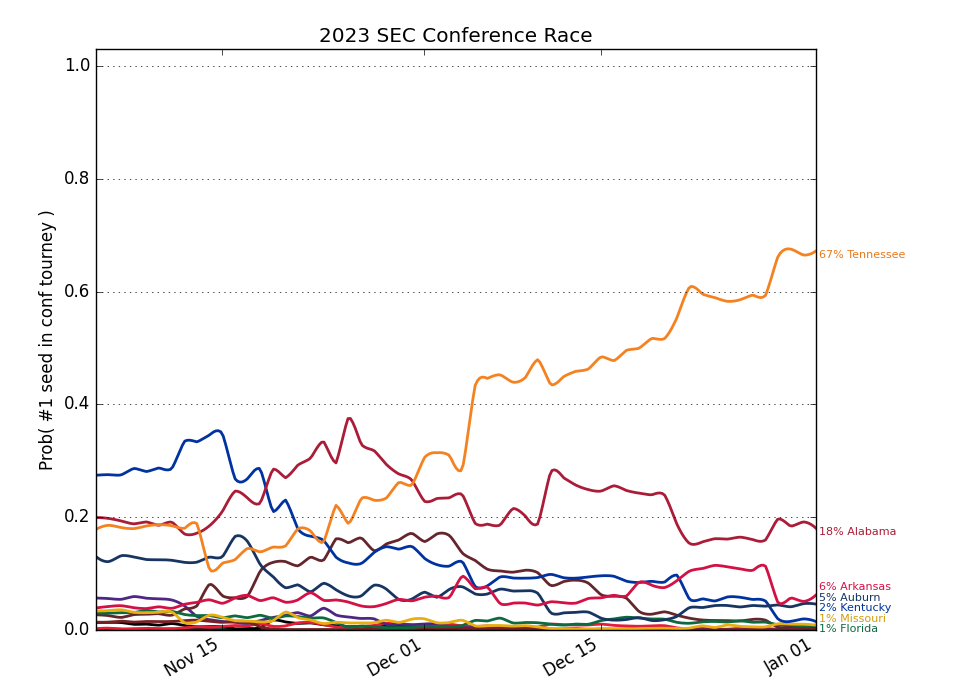 2023 SEC Conference Race
Prob( #1 seed in conf tourney )
1.0
0.8
0.6
0.4
0.2
0.0
Nov 15
Dec 01
Dec 15
Jan 01
67% Tennessee
18% Alabama
6% Arkansas
5% Auburn
2% Kentucky
1% Missouri
1% Florida